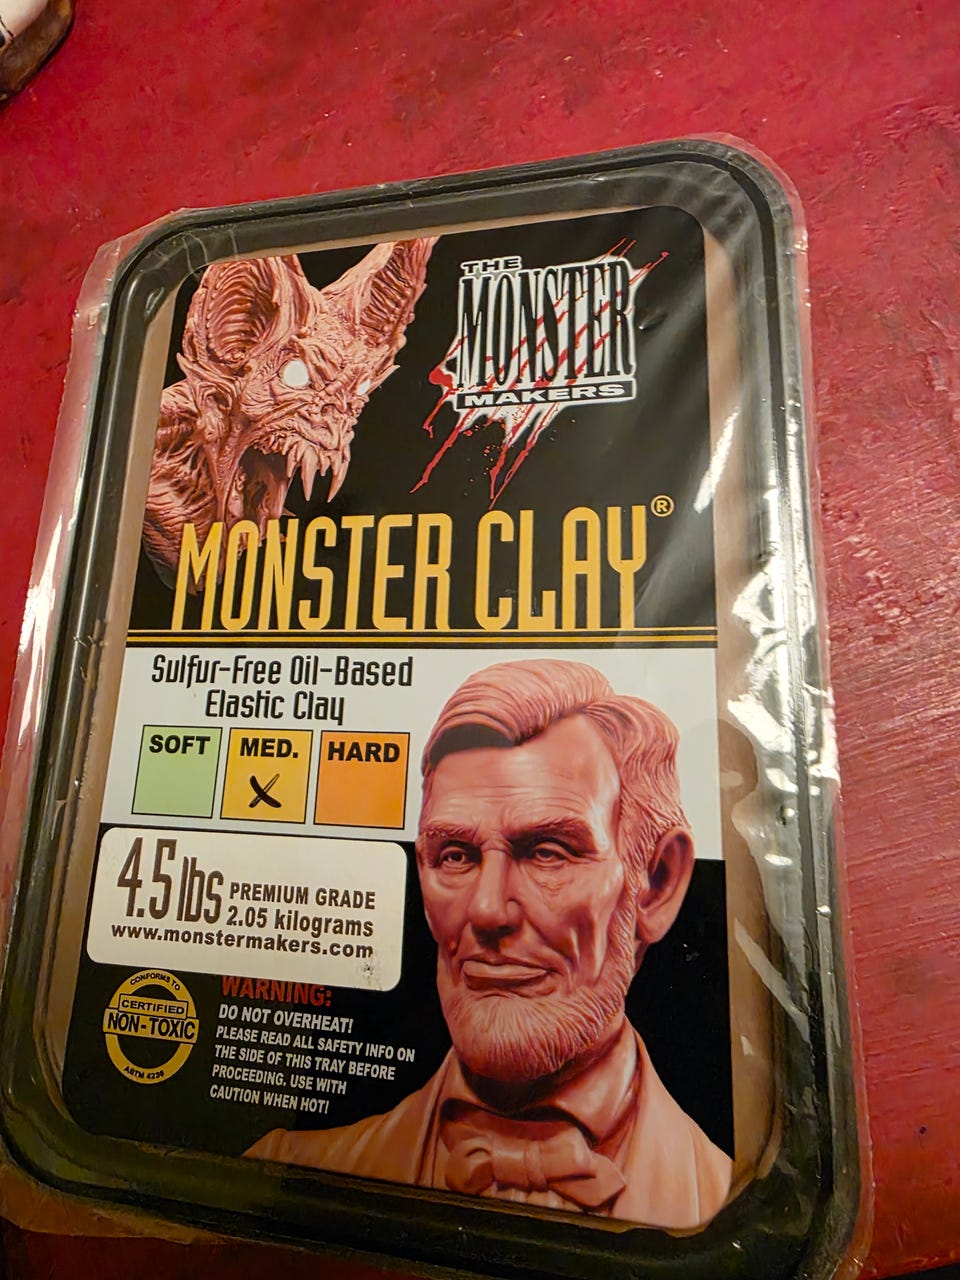 THE
MONSTER
MAKERS
MONSTER CLAY®
Sulfur-Free Oil-Based
Elastic Clay
SOFT MED. HARD
4.5 lbs
PREMIUM GRADE
2.05 kilograms
www.monstermakers.com
CONFORMS TO
CERTIFIED
NON-TOXIC
ASTM 4236
WARNING:
DO NOT OVERHEAT!
PLEASE READ ALL SAFETY INFO ON
THE SIDE OF THIS TRAY BEFORE
PROCEEDING. USE WITH
CAUTION WHEN HOT!